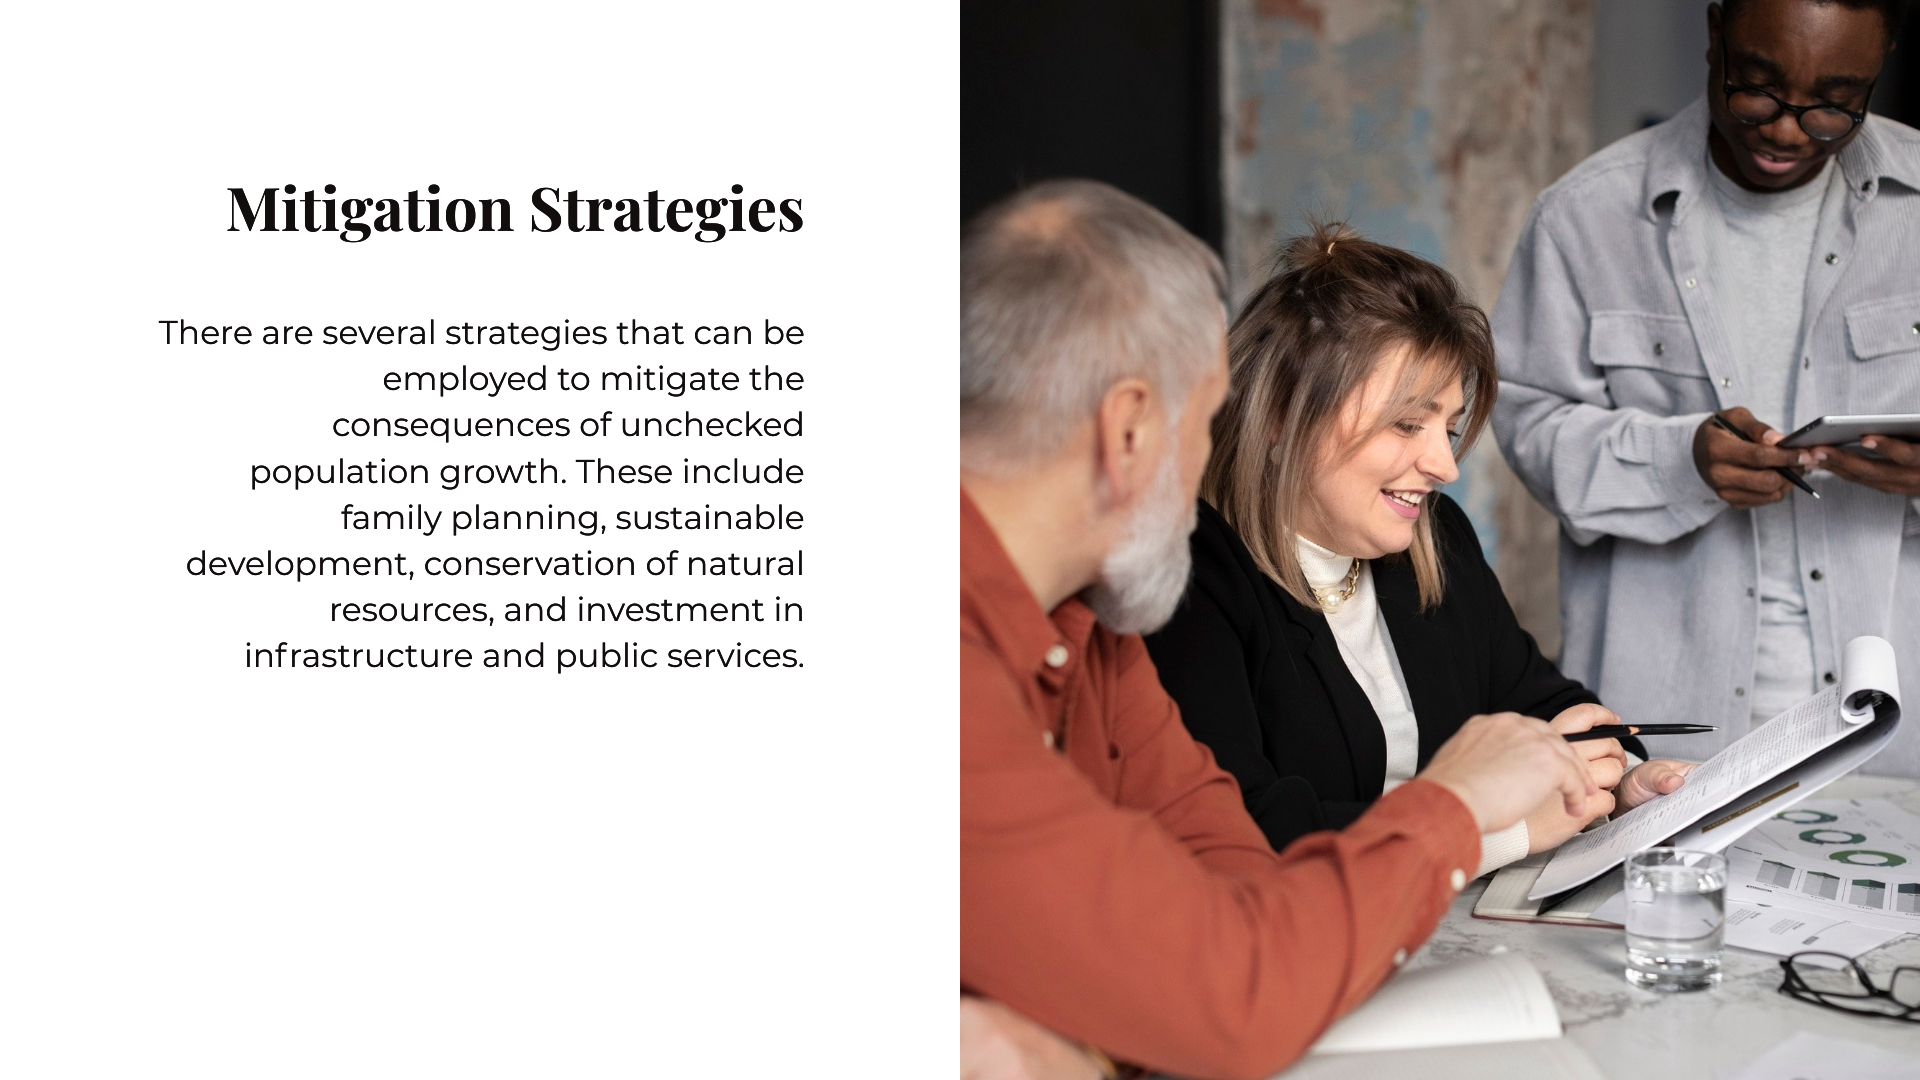 Mitigation Strategies
There are several strategies that can be
employed to mitigate the
consequences of unchecked
population growth. These include
family planning, sustainable
development, conservation of natural
resources, and investment in
infrastructure and public services.